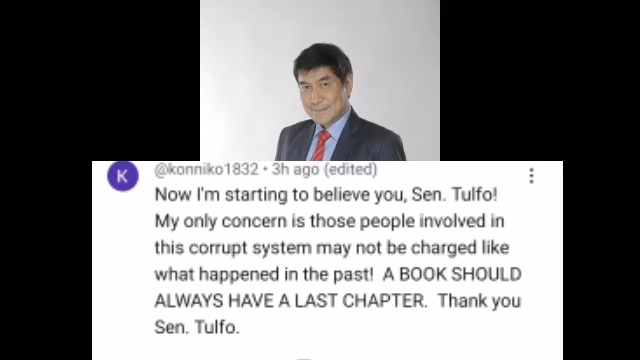 K
@konniko1832 • 3h ago (edited)
Now I'm starting to believe you, Sen. Tulfo!
My only concern is those people involved in
this corrupt system may not be charged like
what happened in the past!  A BOOK SHOULD
ALWAYS HAVE A LAST CHAPTER.  Thank you
Sen. Tulfo.